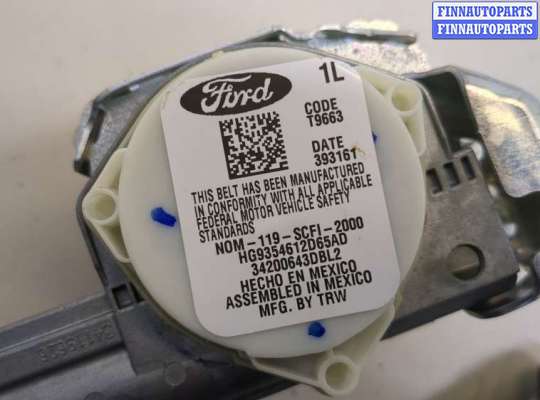 FINNAUTOPARTS
FINNAUTOPARTS
Ford
1L
CODE
T9663
DATE
393161
THIS BELT HAS BEEN MANUFACTURED
IN CONFORMITY WITH ALL APPLICABLE
FEDERAL MOTOR VEHICLE SAFETY
STANDARDS
NOM-119-SCFI-2000
HG9354612D65AD
34200643DBL2
HECHO EN MEXICO
ASSEMBLED IN MEXICO
MFG. BY TRW